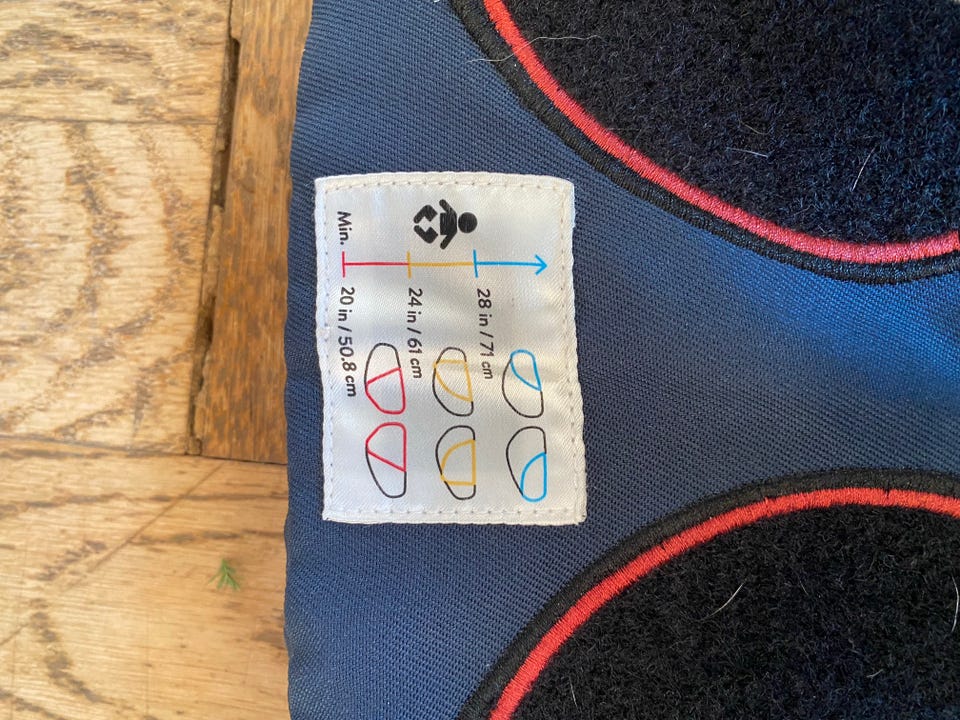 28 in / 71 cm
24 in / 61 cm
Min. 20 in / 50.8 cm